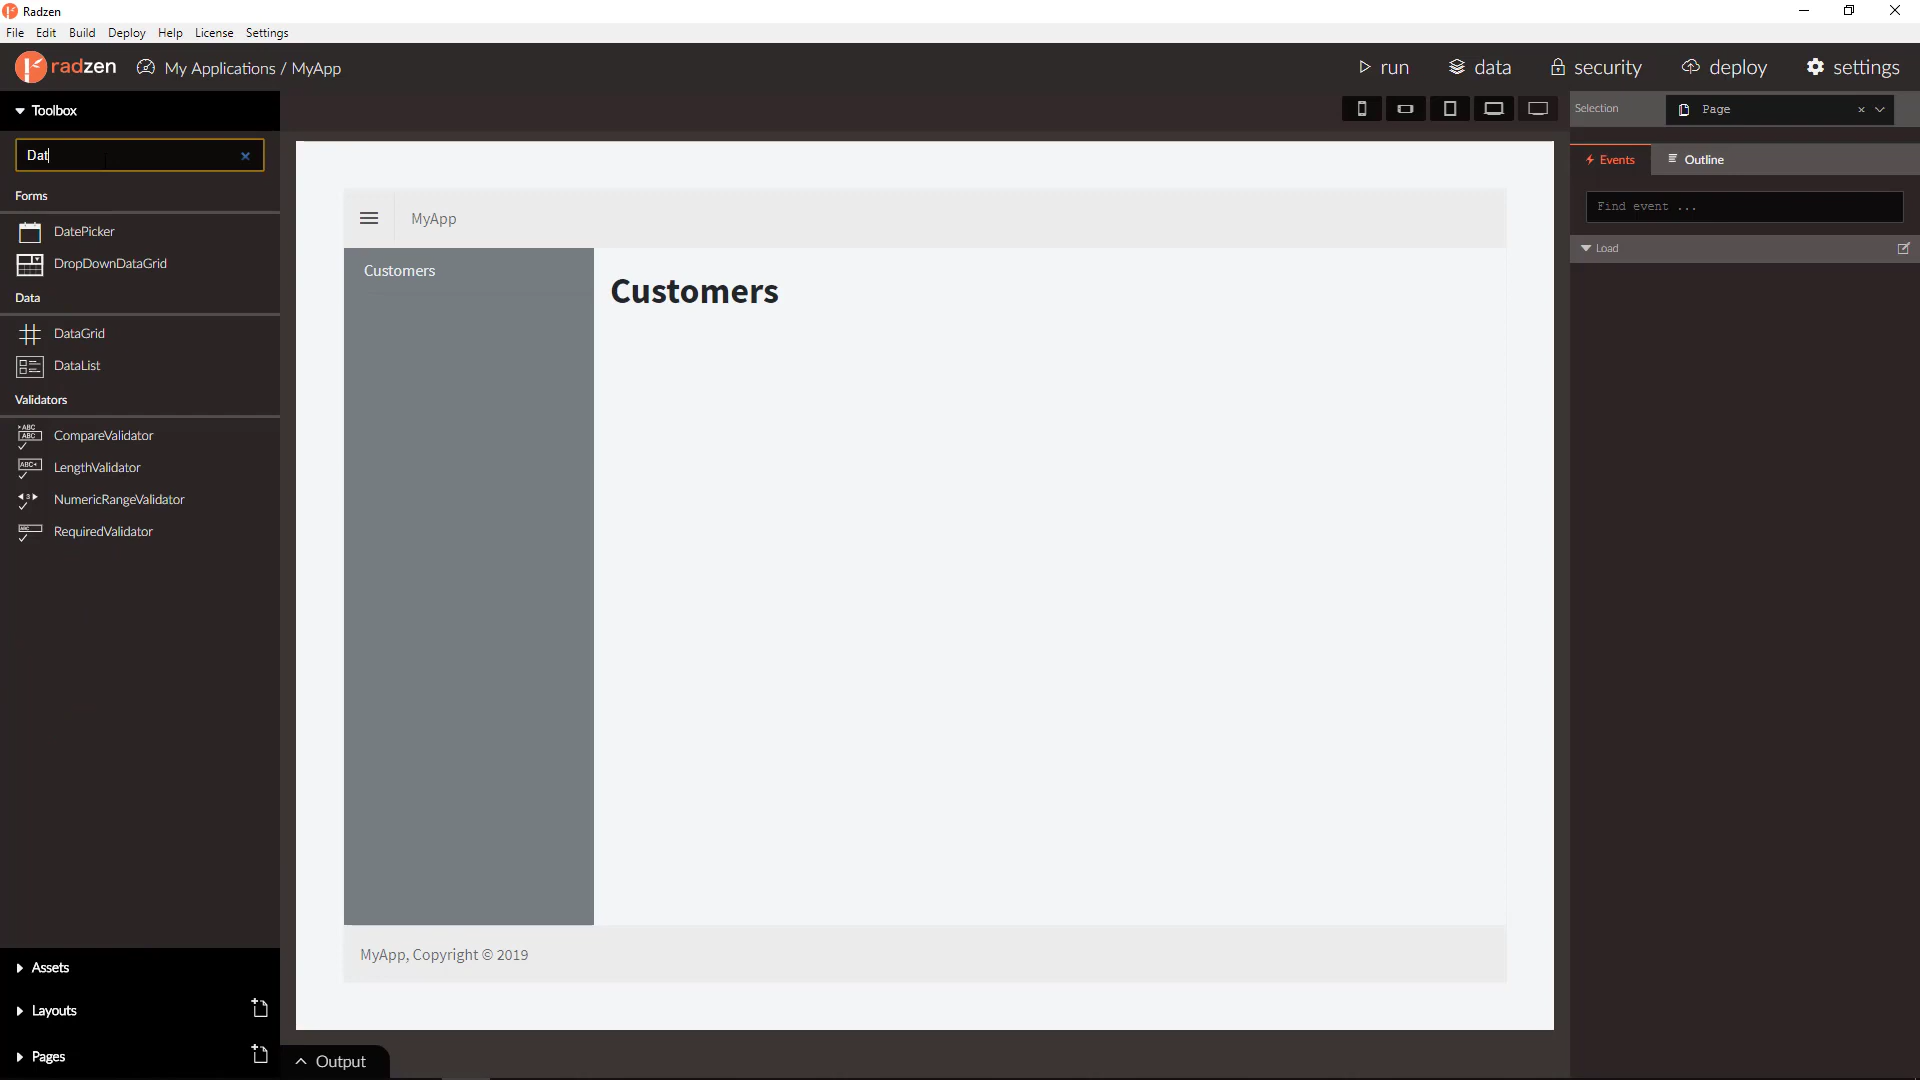 Radzen
File Edit Build Deploy Help License Settings
radzen My Applications / MyApp run data security deploy settings
Toolbox
Selection Page
Dat
Events Outline
Find event ...
Load
Forms
DatePicker
DropDownDataGrid
Data
DataGrid
DataList
Validators
CompareValidator
LengthValidator
NumericRangeValidator
RequiredValidator
MyApp
Customers
Customers
MyApp, Copyright © 2019
Assets
Layouts
Pages
Output